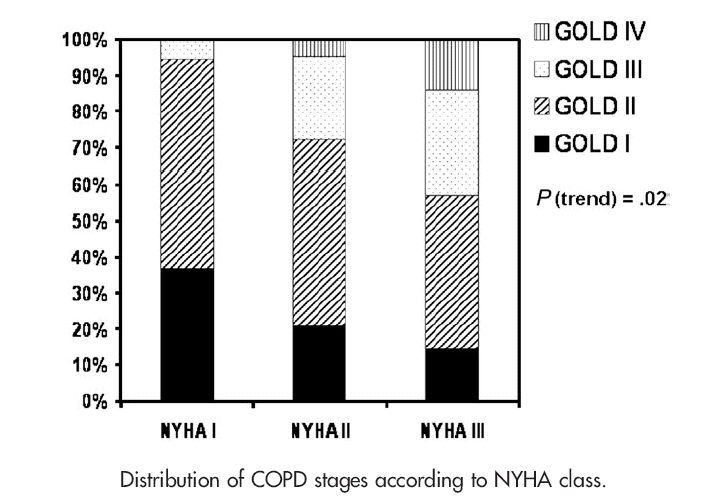 100%
90%
80%
70%
60%
50%
40%
30%
20%
10%
0%
NYHA I
NYHA II
NYHA III
GOLD IV
GOLD III
GOLD II
GOLD I
P (trend) = .02
Distribution of COPD stages according to NYHA class.